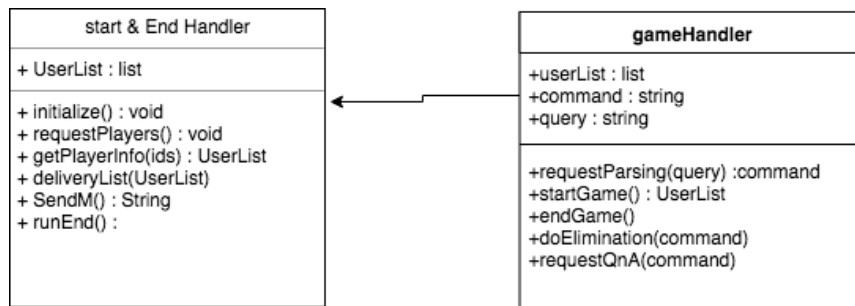 start & End Handler
+ UserList : list
+ initialize() : void
+ requestPlayers() : void
+ getPlayerInfo(ids) : UserList
+ deliveryList(UserList)
+ SendM() : String
+ runEnd() :
gameHandler
+userList : list
+command : string
+query : string
+requestParsing(query) :command
+startGame() : UserList
+endGame()
+doElimination(command)
+requestQnA(command)